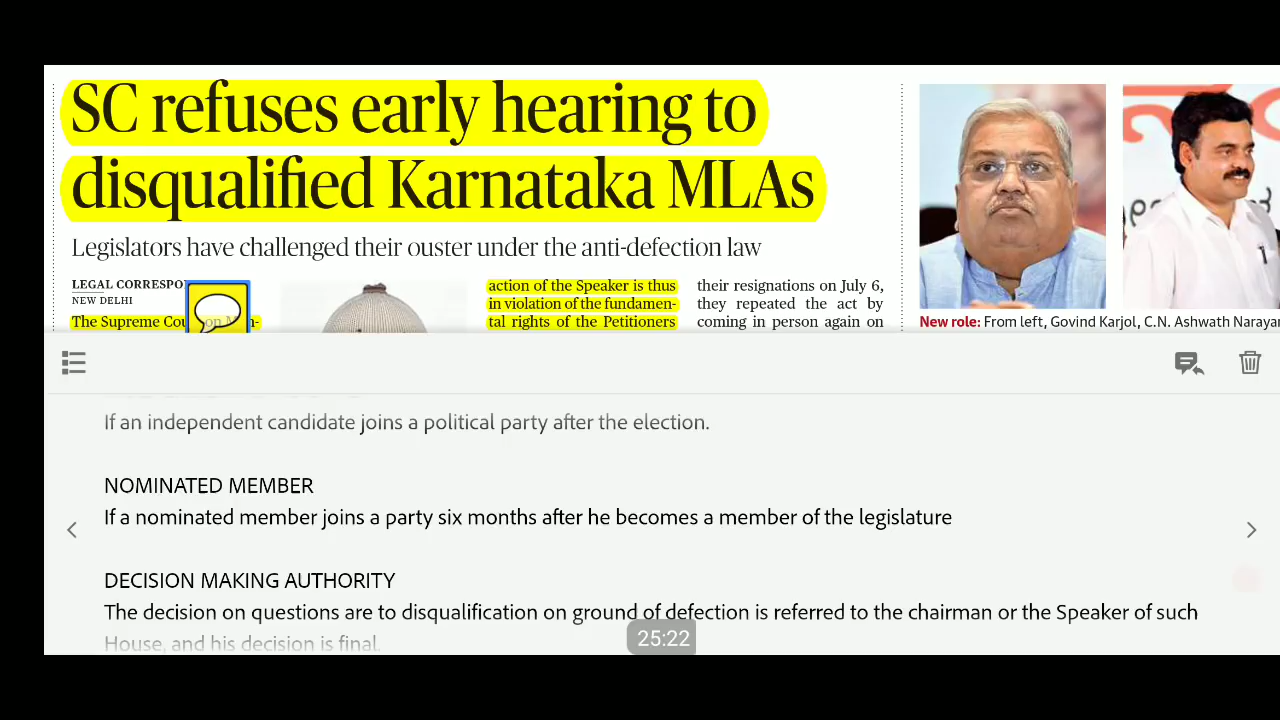 SC refuses early hearing to
disqualified Karnataka MLAs
Legislators have challenged their ouster under the anti-defection law
LEGAL CORRESPO
NEW DELHI
The Supreme Cou on M n-
action of the Speaker is thus
in violation of the fundamen-
tal rights of the Petitioners
their resignations on July 6,
they repeated the act by
coming in person again on
New role: From left, Govind Karjol, C.N. Ashwath Naraya
If an independent candidate joins a political party after the election.
NOMINATED MEMBER
If a nominated member joins a party six months after he becomes a member of the legislature
DECISION MAKING AUTHORITY
The decision on questions are to disqualification on ground of defection is referred to the chairman or the Speaker of such
House, and his decision is final.
25:22